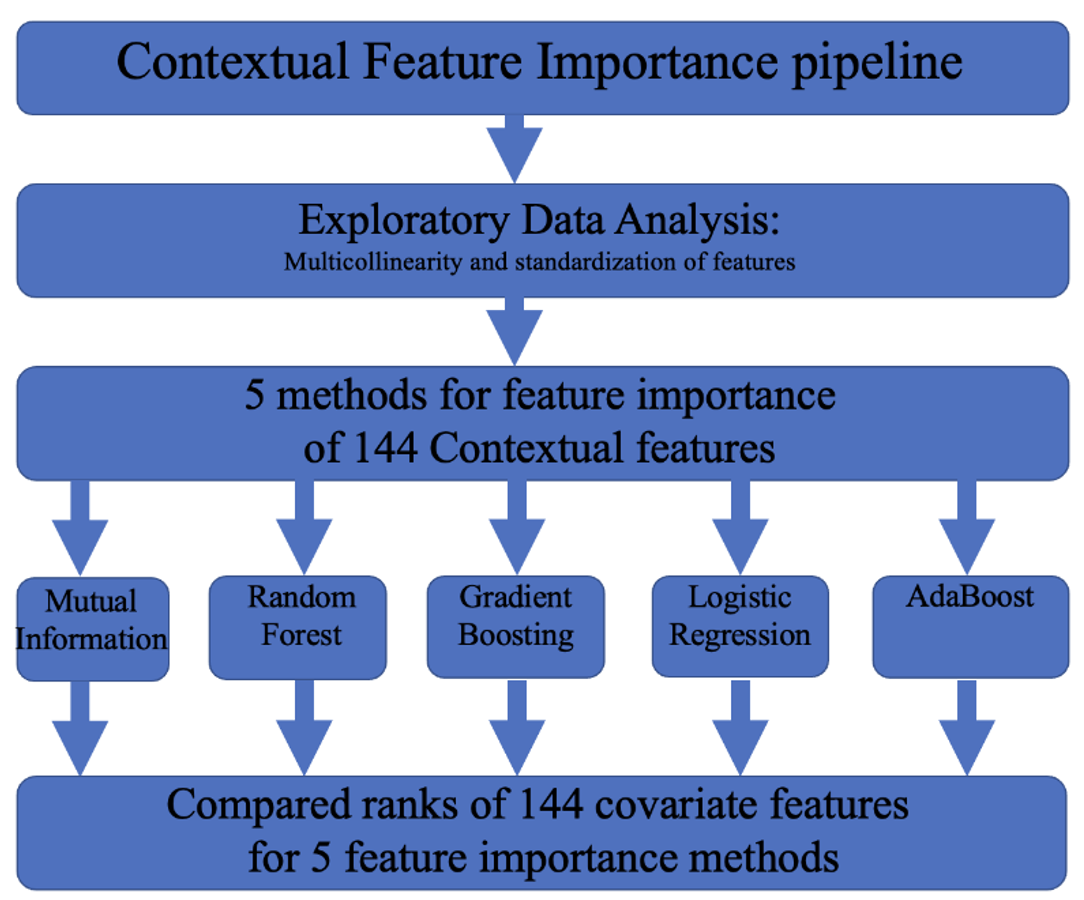 Contextual Feature Importance pipeline
Exploratory Data Analysis:
Multicollinearity and standardization of features
5 methods for feature importance
of 144 Contextual features
Mutual
Information
Random
Forest
Gradient
Boosting
Logistic
Regression
AdaBoost
Compared ranks of 144 covariate features
for 5 feature importance methods